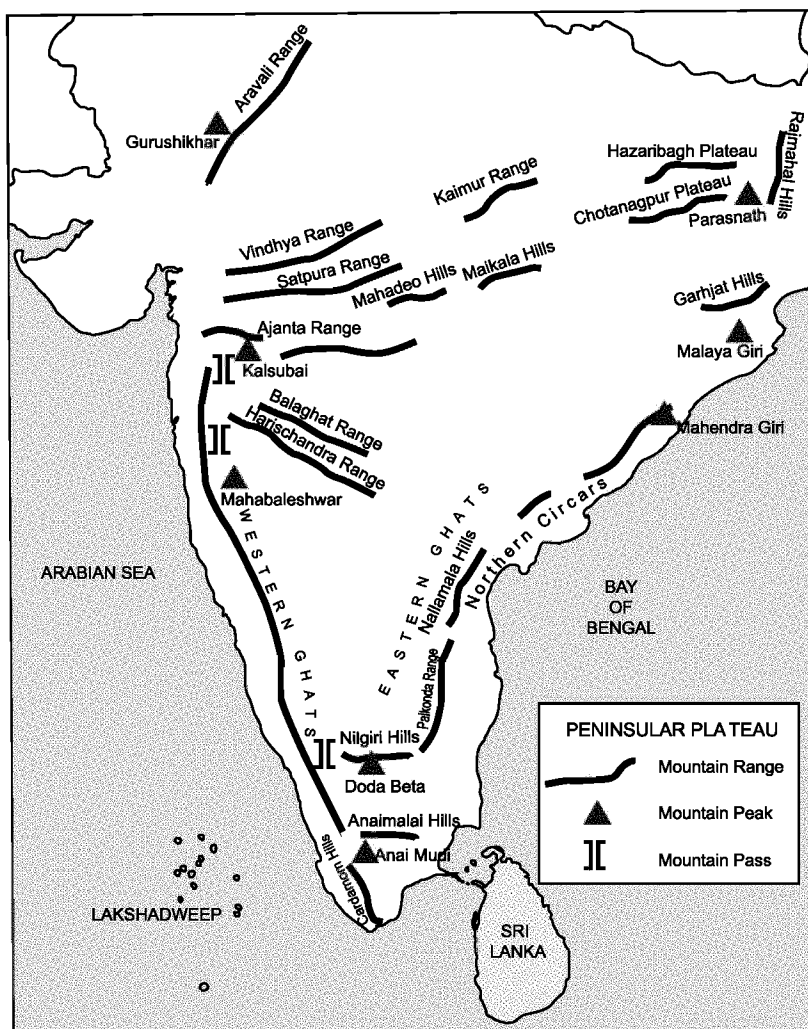 Aravali Range
Gurushikhar
Hazaribagh Plateau
Rajmahal Hills
Kaimur Range
Chotanagpur Plateau
Parasnath
Vindhya Range
Satpura Range
Mahadeo Hills
Maikala Hills
Garhjat Hills
Ajanta Range
Malaya Giri
Kalsubai
Balaghat Range
Harischandra Range
Mahendra Giri
Mahabaleshwar
WESTERN GHATS
EASTERN GHATS
Northern Circars
Nallamala Hills
ARABIAN SEA
BAY
OF
BENGAL
Palkonda Range
Nilgiri Hills
Doda Beta
Anaimalai Hills
Anai Mudi
Cardamom Hills
LAKSHADWEEP
SRI
LANKA
PENINSULAR PLATEAU
Mountain Range
Mountain Peak
Mountain Pass